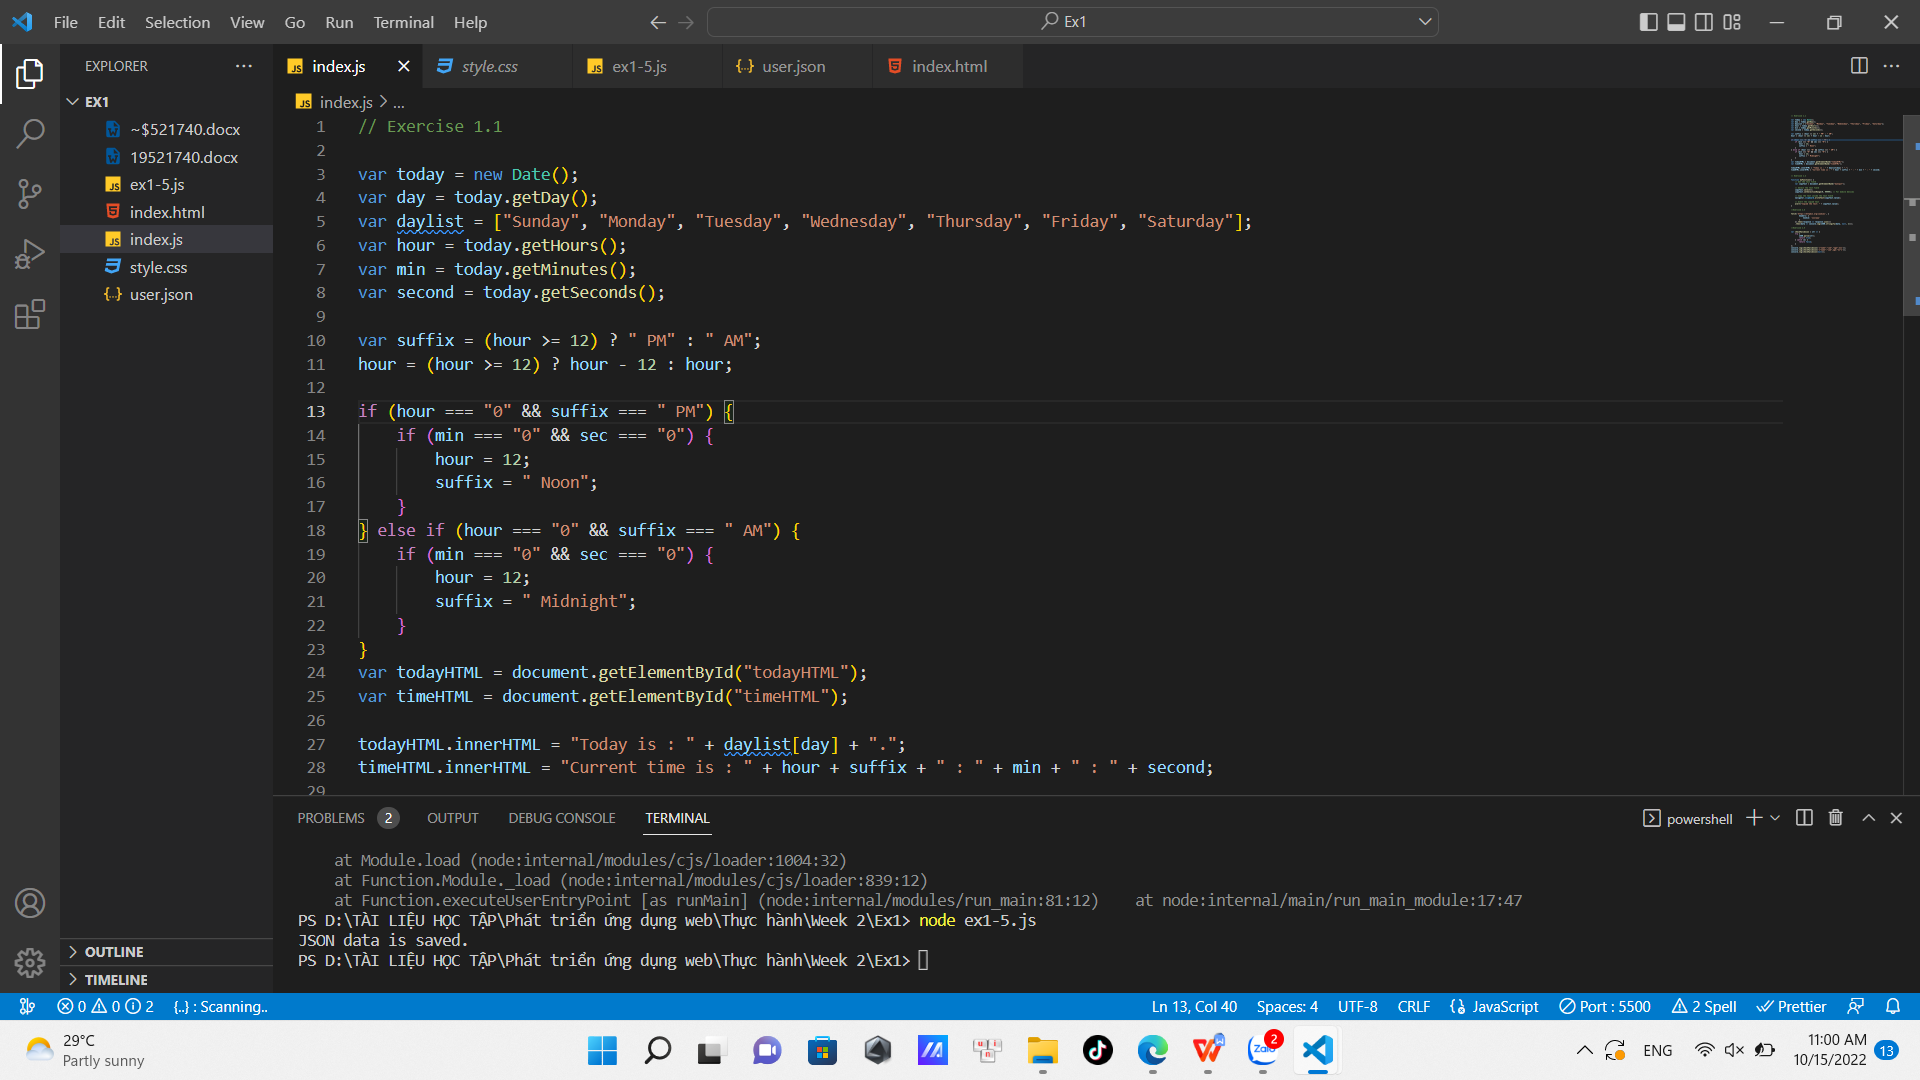 File Edit Selection View Go Run Terminal Help
Ex1
EXPLORER
index.js
style.css
ex1-5.js
user.json
index.html
EX1
~$521740.docx
19521740.docx
ex1-5.js
index.html
index.js
style.css
user.json
index.js > ...
1 // Exercise 1.1
2
3 var today = new Date();
4 var day = today.getDay();
5 var daylist = ["Sunday", "Monday", "Tuesday", "Wednesday", "Thursday", "Friday", "Saturday"];
6 var hour = today.getHours();
7 var min = today.getMinutes();
8 var second = today.getSeconds();
9
10 var suffix = (hour >= 12) ? " PM" : " AM";
11 hour = (hour >= 12) ? hour - 12 : hour;
12
13 if (hour === "0" && suffix === " PM") {
14     if (min === "0" && sec === "0") {
15         hour = 12;
16         suffix = " Noon";
17     }
18 } else if (hour === "0" && suffix === " AM") {
19     if (min === "0" && sec === "0") {
20         hour = 12;
21         suffix = " Midnight";
22     }
23 }
24 var todayHTML = document.getElementById("todayHTML");
25 var timeHTML = document.getElementById("timeHTML");
26
27 todayHTML.innerHTML = "Today is : " + daylist[day] + ".";
28 timeHTML.innerHTML = "Current time is : " + hour + suffix + " : " + min + " : " + second;
29
PROBLEMS 2 OUTPUT DEBUG CONSOLE TERMINAL
powershell
at Module.load (node:internal/modules/cjs/loader:1004:32)
at Function.Module._load (node:internal/modules/cjs/loader:839:12)
at Function.executeUserEntryPoint [as runMain] (node:internal/modules/run_main:81:12)    at node:internal/main/run_main_module:17:47
PS D:\TÀI LIỆU HỌC TẬP\Phát triển ứng dụng web\Thực hành\Week 2\Ex1> node ex1-5.js
JSON data is saved.
PS D:\TÀI LIỆU HỌC TẬP\Phát triển ứng dụng web\Thực hành\Week 2\Ex1>
OUTLINE
TIMELINE
0 0 2 {..} : Scanning..
Ln 13, Col 40 Spaces: 4 UTF-8 CRLF JavaScript Port : 5500 2 Spell Prettier
29°C
Partly sunny
Zalo 2
ENG
11:00 AM
10/15/2022
13